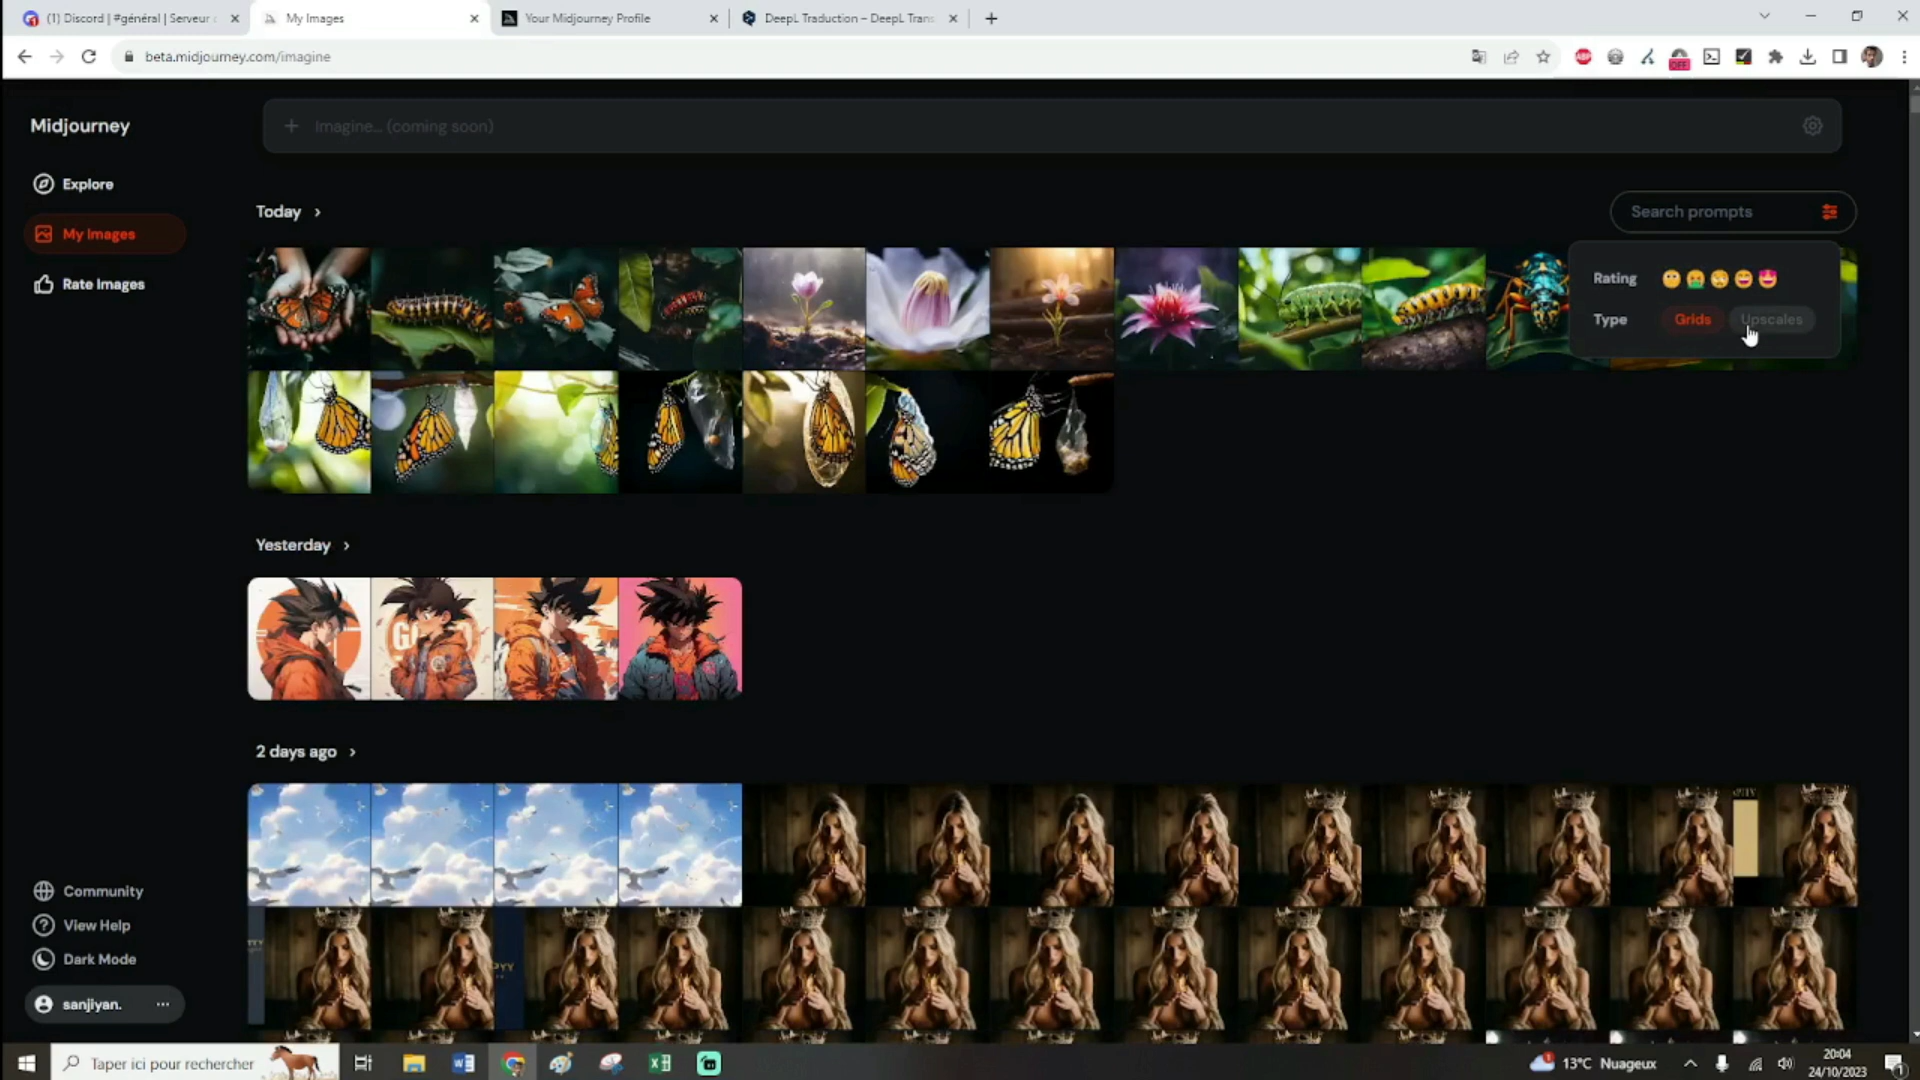 (1) Discord | #général | Serveur
My Images
Your Midjourney Profile
DeepL Traduction – DeepL Tran
beta.midjourney.com/imagine
OFF
Midjourney
Imagine... (coming soon)
Explore
My Images
Rate Images
Today
Search prompts
Rating
Type
Grids
Upscales
Yesterday
2 days ago
Community
View Help
Dark Mode
sanjiyan.
Taper ici pour rechercher
13°C Nuageux
20:04
24/10/2023